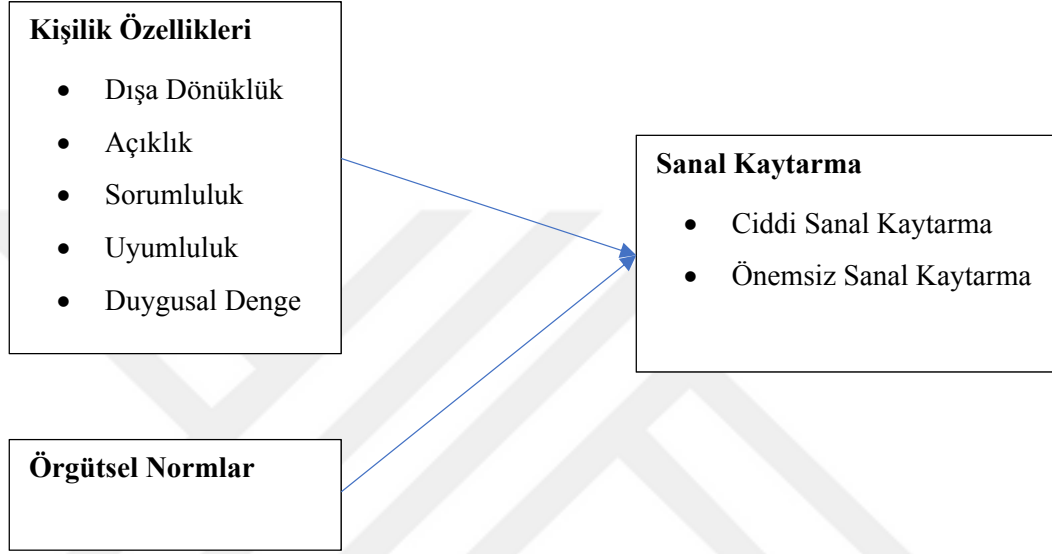 Kişilik Özellikleri
• Dışa Dönüklük
• Açıklık
• Sorumluluk
• Uyumluluk
• Duygusal Denge
Sanal Kaytarma
• Ciddi Sanal Kaytarma
• Önemsiz Sanal Kaytarma
Örgütsel Normlar